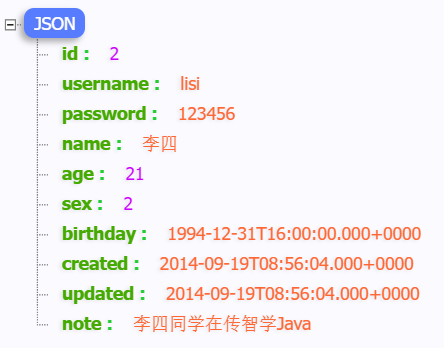 JSON
id : 2
username : lisi
password : 123456
name : 李四
age : 21
sex : 2
birthday : 1994-12-31T16:00:00.000+0000
created : 2014-09-19T08:56:04.000+0000
updated : 2014-09-19T08:56:04.000+0000
note : 李四同学在传智学Java